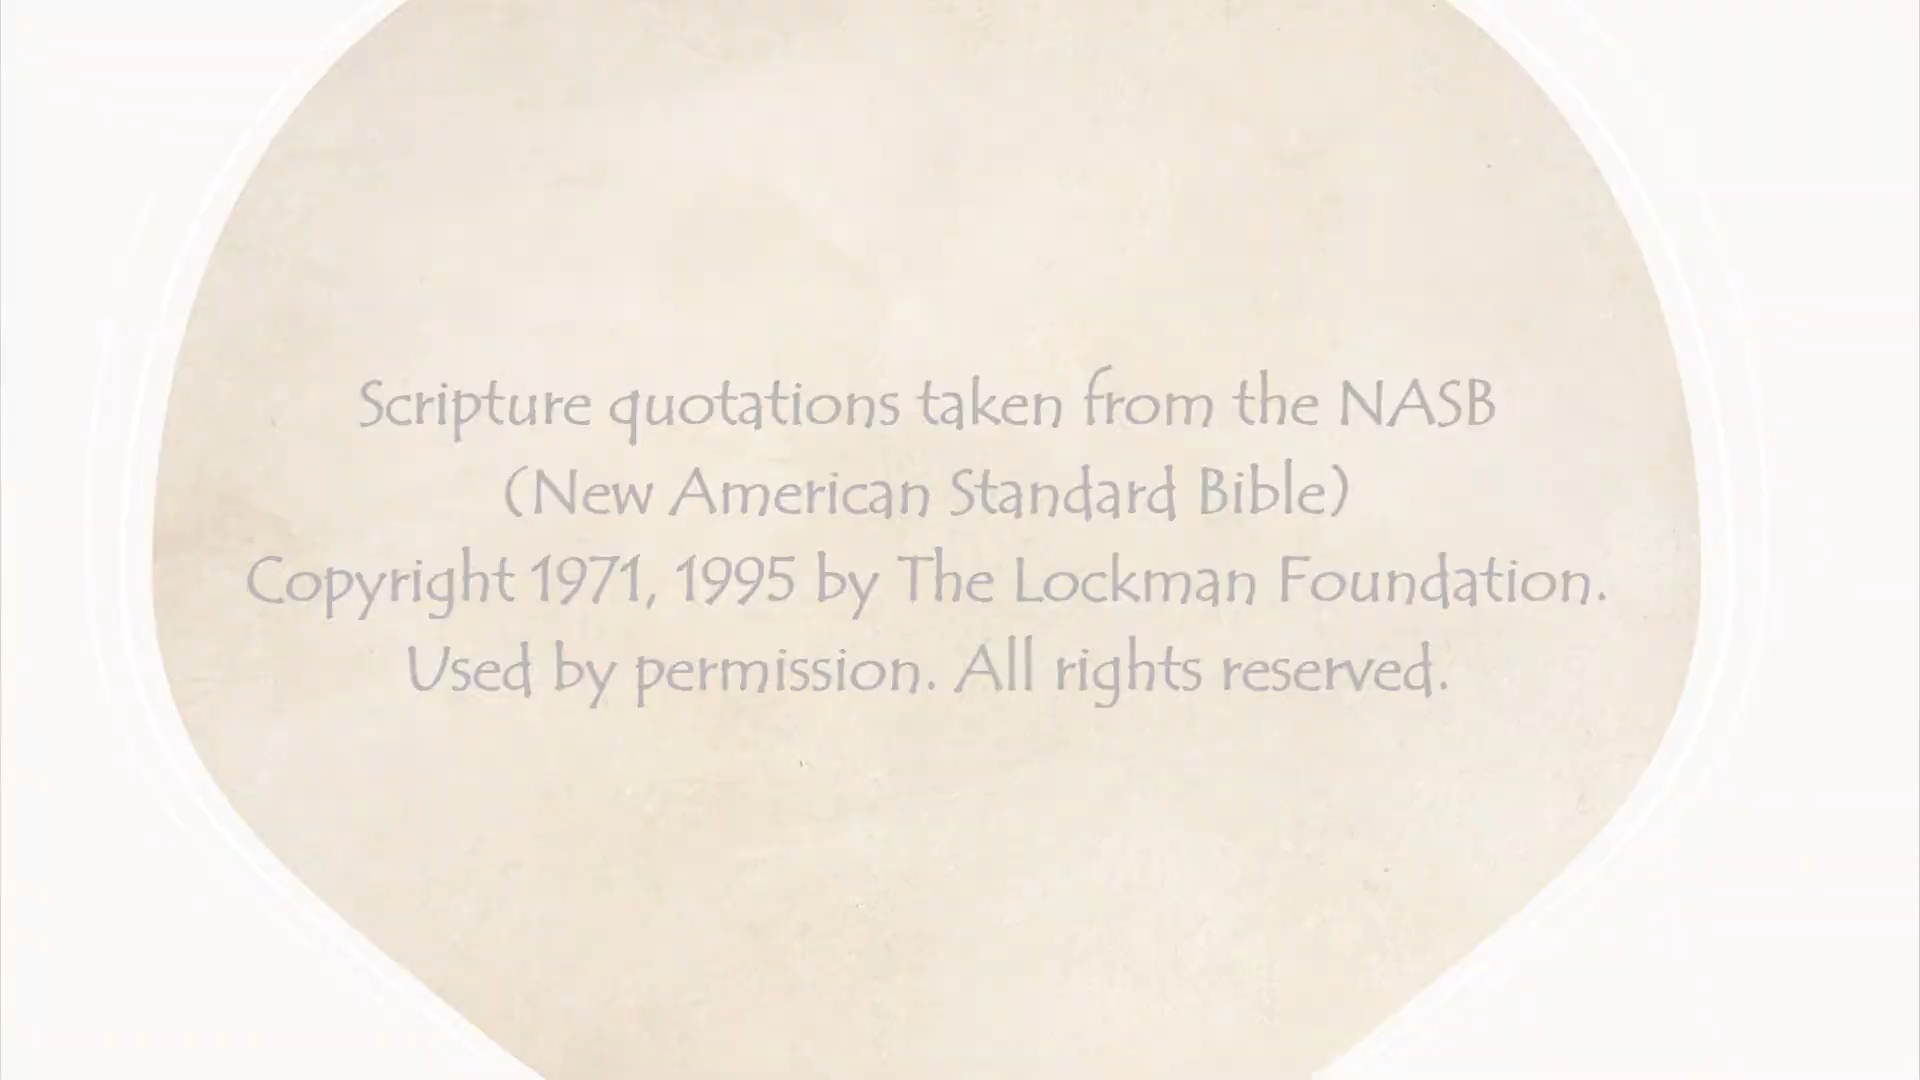 Scripture quotations taken from the NASB
(New American Standard Bible)
Copyright 1971, 1995 by The Lockman Foundation.
Used by permission. All rights reserved.